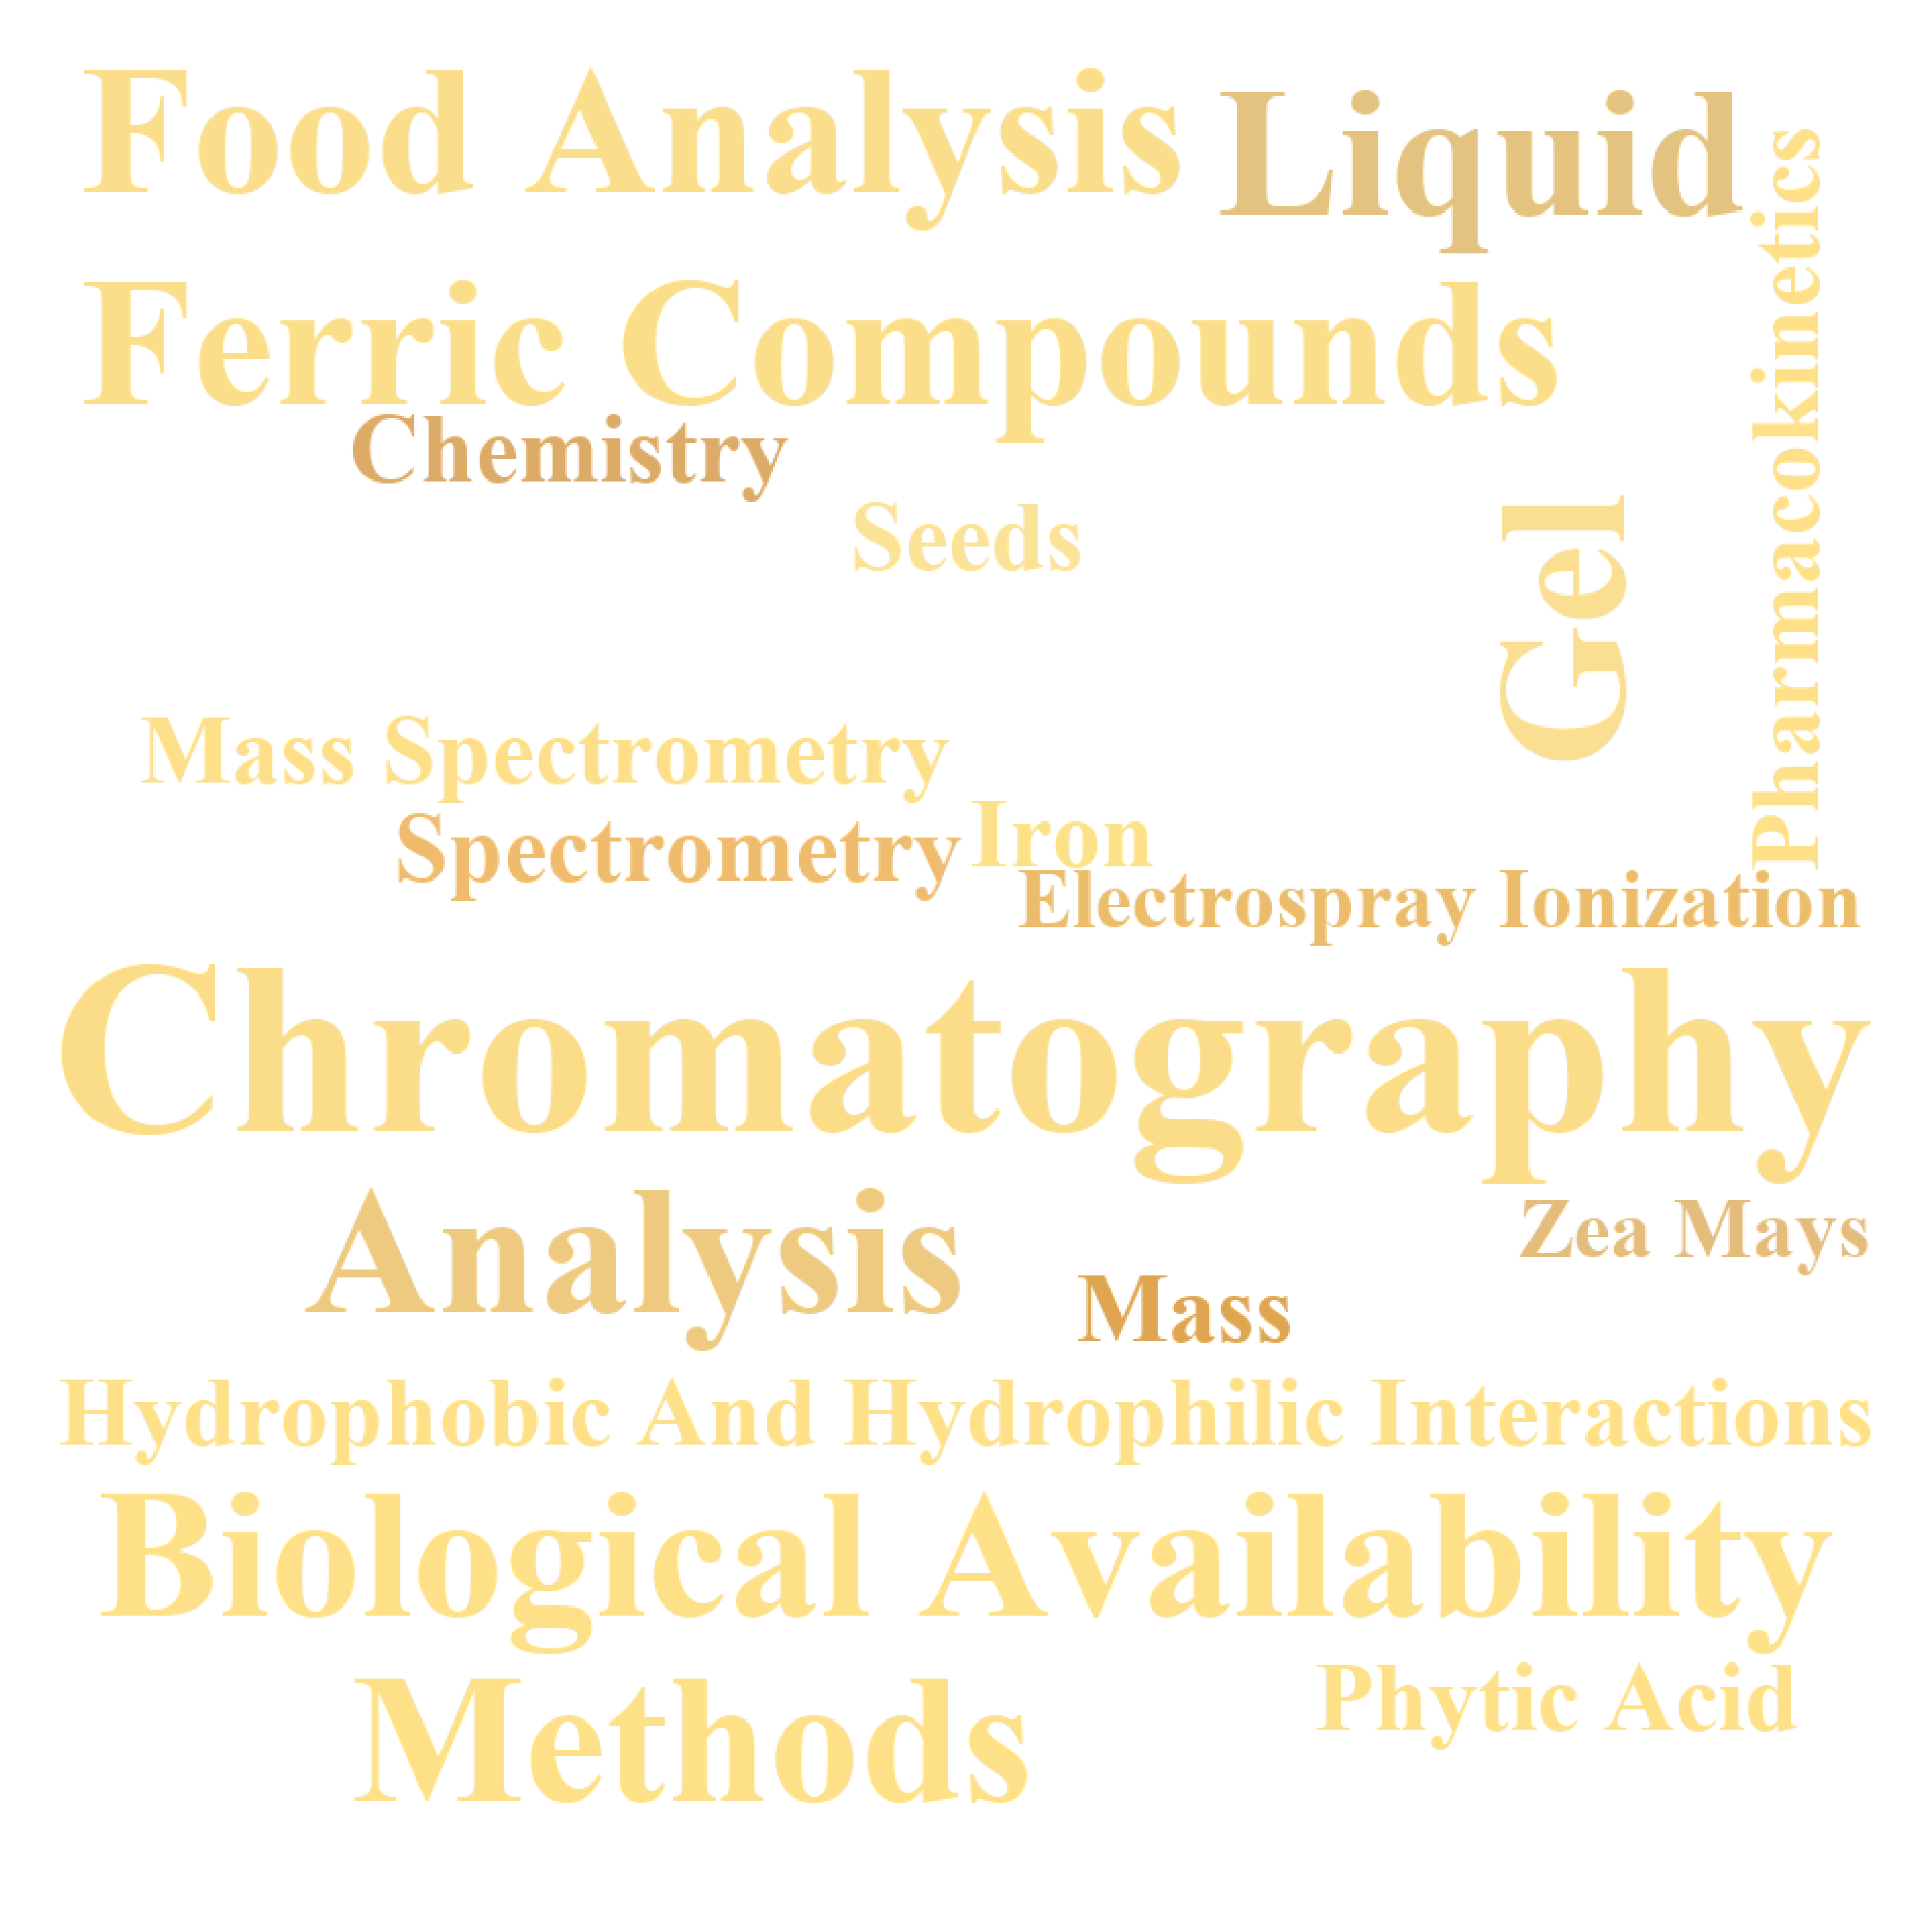 Food Analysis
Liquid
Pharmacokinetics
Ferric Compounds
Chemistry
Seeds
Gel
Mass Spectrometry
Iron
Spectrometry
Electrospray Ionization
Chromatography
Analysis
Zea Mays
Mass
Hydrophobic And Hydrophilic Interactions
Biological Availability
Methods
Phytic Acid